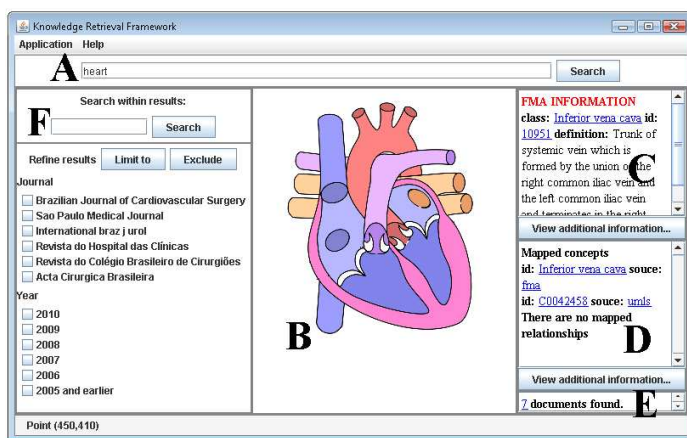 Knowledge Retrieval Framework
Application Help
A
heart
Search
Search within results:
F
Search
Refine results Limit to Exclude
Journal
Brazilian Journal of Cardiovascular Surgery
Sao Paulo Medical Journal
International braz j urol
Revista do Hospital das Clínicas
Revista do Colégio Brasileiro de Cirurgiões
Acta Cirurgica Brasileira
Year
2010
2009
2008
2007
2006
2005 and earlier
B
FMA INFORMATION
class: Inferior vena cava id:
10951 definition: Trunk of
systemic vein which is
formed by the union of the
right common iliac vein and
the left common iliac vein
and terminates in the right
C
View additional information...
Mapped concepts
id: Inferior vena cava souce:
fma
id: C0042458 souce: umls
There are no mapped
relationships
D
View additional information...
E
7 documents found.
Point (450,410)